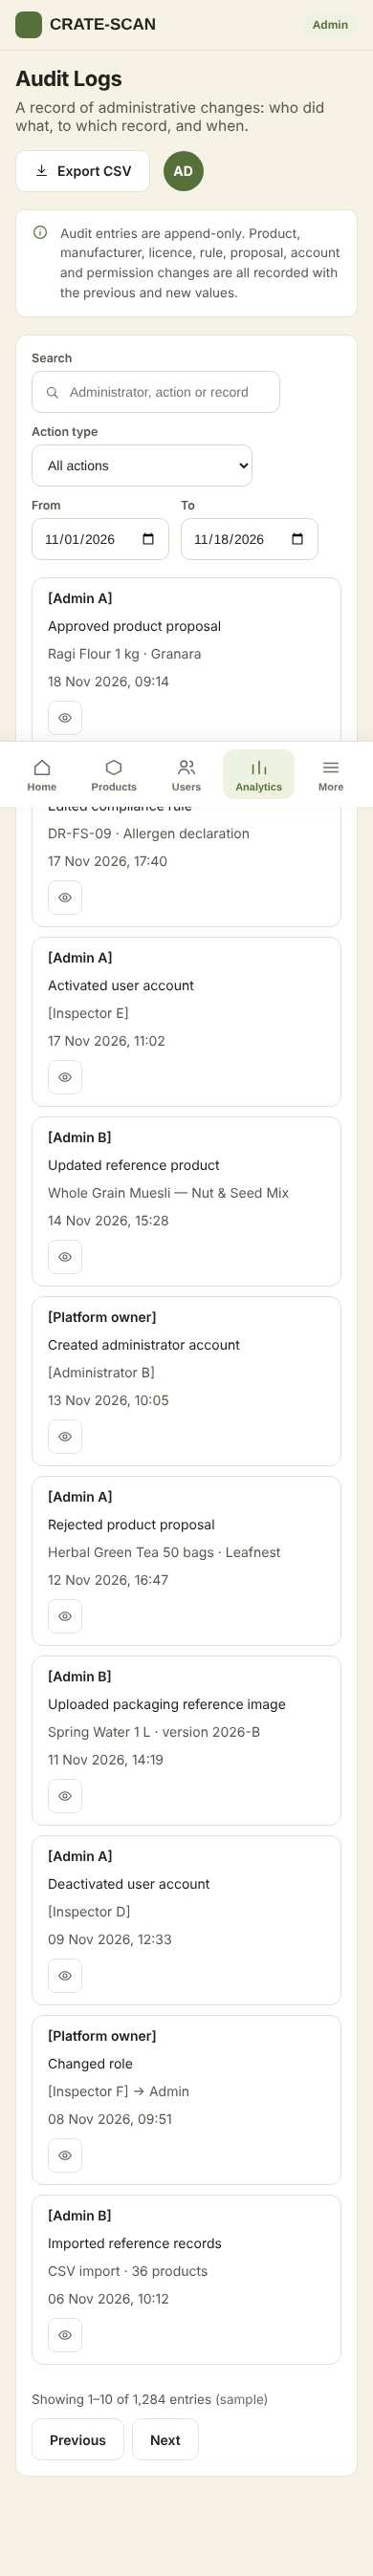 CRATE-SCAN
Admin
Audit Logs
A record of administrative changes: who did
what, to which record, and when.
Export CSV
AD
Audit entries are append-only. Product,
manufacturer, licence, rule, proposal, account
and permission changes are all recorded with
the previous and new values.
Search
Administrator, action or record
Action type
All actions
From
To
11/01/2026
11/18/2026
[Admin A]
Approved product proposal
Ragi Flour 1 kg · Granara
18 Nov 2026, 09:14
Home
Products
Users
Analytics
More
Edited compliance rule
DR-FS-09 · Allergen declaration
17 Nov 2026, 17:40
[Admin A]
Activated user account
[Inspector E]
17 Nov 2026, 11:02
[Admin B]
Updated reference product
Whole Grain Muesli — Nut & Seed Mix
14 Nov 2026, 15:28
[Platform owner]
Created administrator account
[Administrator B]
13 Nov 2026, 10:05
[Admin A]
Rejected product proposal
Herbal Green Tea 50 bags · Leafnest
12 Nov 2026, 16:47
[Admin B]
Uploaded packaging reference image
Spring Water 1 L · version 2026-B
11 Nov 2026, 14:19
[Admin A]
Deactivated user account
[Inspector D]
09 Nov 2026, 12:33
[Platform owner]
Changed role
[Inspector F] → Admin
08 Nov 2026, 09:51
[Admin B]
Imported reference records
CSV import · 36 products
06 Nov 2026, 10:12
Showing 1–10 of 1,284 entries (sample)
Previous
Next